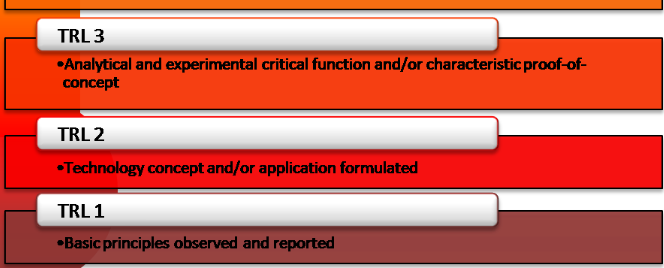 TRL 3
•Analytical and experimental critical function and/or characteristic proof-of-
concept
TRL 2
•Technology concept and/or application formulated
TRL 1
•Basic principles observed and reported